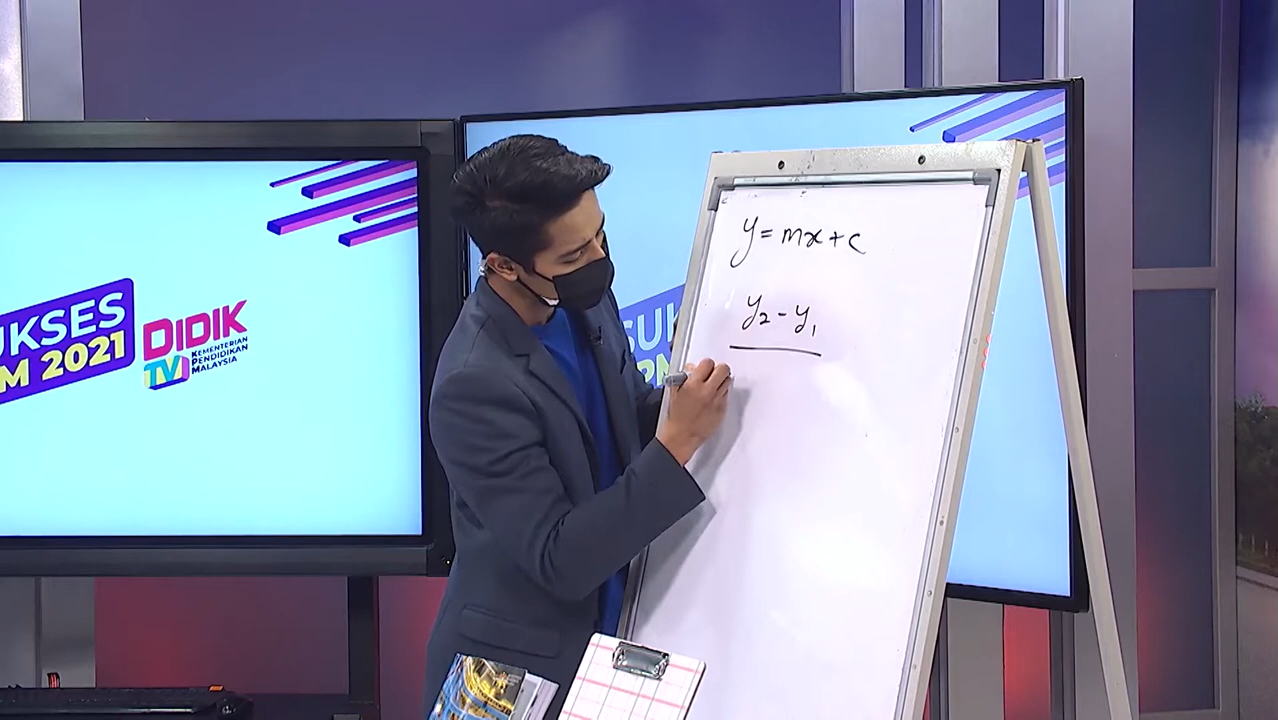 UKSES
M 2021
DIDIK
TV
KEMENTERIAN
PENDIDIKAN
MALAYSIA
SUK
PM
y = mx + c
y₂ - y₁